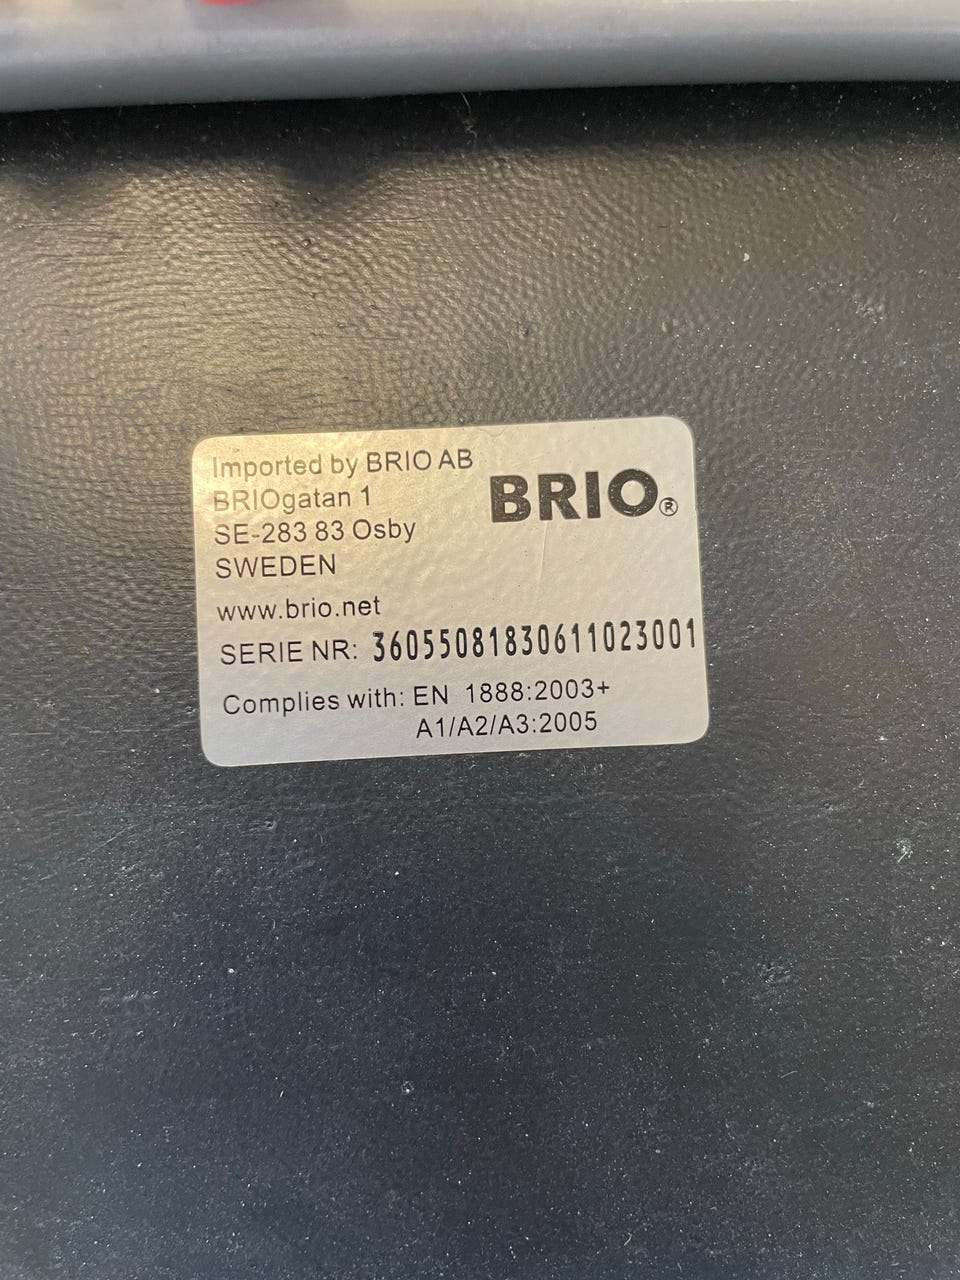 Imported by BRIO AB
BRIOgatan 1
SE-283 83 Osby
SWEDEN
BRIO®
www.brio.net
SERIE NR: 36055081830611023001
Complies with: EN 1888:2003+
A1/A2/A3:2005